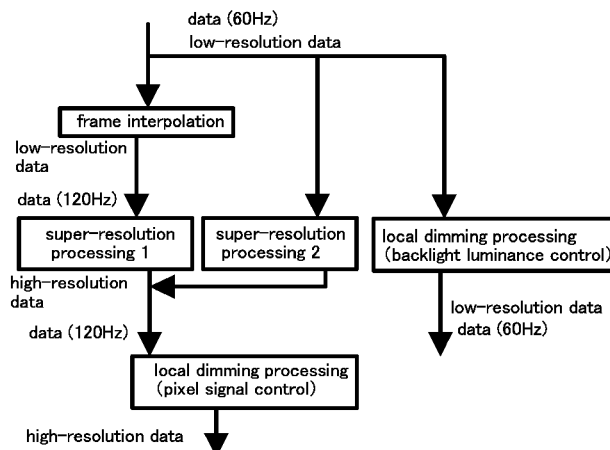 data (60Hz)
low-resolution data
frame interpolation
low-resolution
data
data (120Hz)
super-resolution
processing 1
super-resolution
processing 2
local dimming processing
(backlight luminance control)
high-resolution
data
low-resolution data
data (60Hz)
data (120Hz)
local dimming processing
(pixel signal control)
high-resolution data